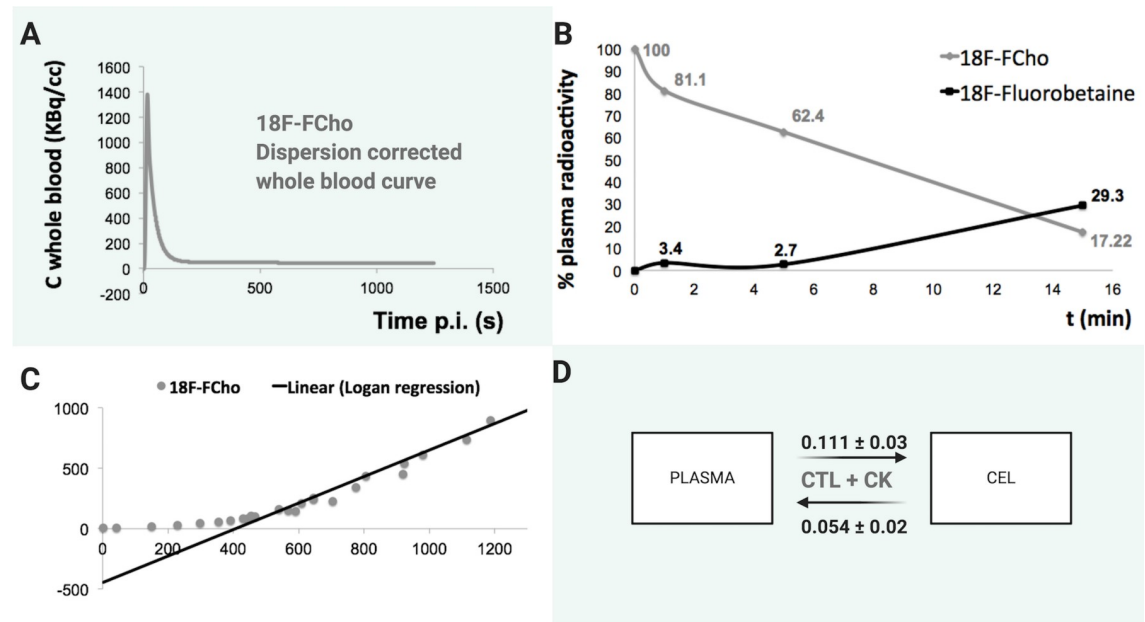 A
C whole blood (KBq/cc)
1600
1400
1200
1000
800
600
400
200
0
-200
0
500
1000
1500
18F-FCho
Dispersion corrected
whole blood curve
Time p.i. (s)
B
% plasma radioactivity
100
90
80
70
60
50
40
30
20
10
0
100
81.1
62.4
17.22
3.4
2.7
29.3
18F-FCho
18F-Fluorobetaine
0 2 4 6 8 10 12 14 16
t (min)
C
18F-FCho
Linear (Logan regression)
1000
500
0
-500
0 200 400 600 800 1000 1200
D
PLASMA
0.111 ± 0.03
CTL + CK
0.054 ± 0.02
CEL